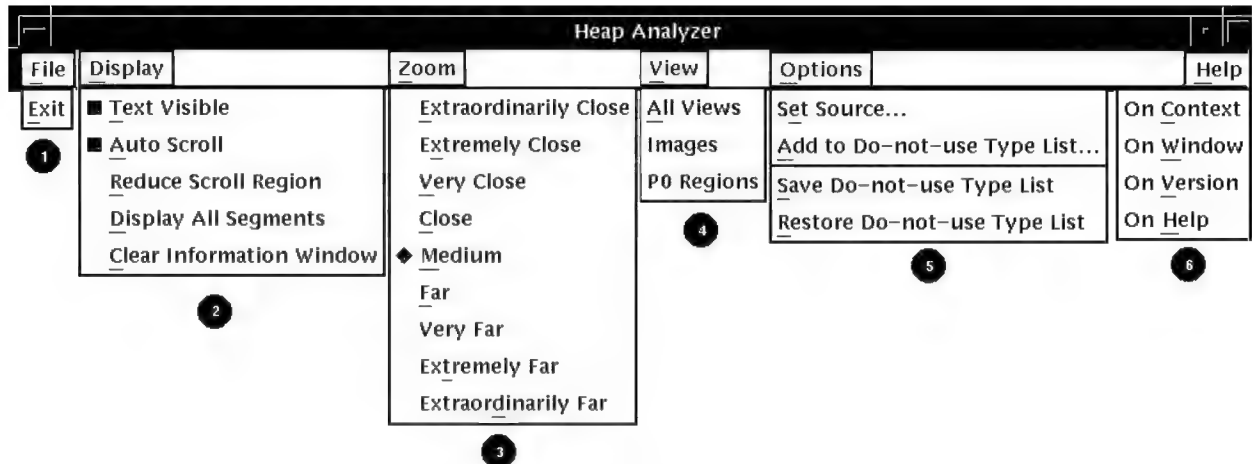 Heap Analyzer
File Display Zoom View Options Help
Exit
1
Text Visible
Auto Scroll
Reduce Scroll Region
Display All Segments
Clear Information Window
2
Extraordinarily Close
Extremely Close
Very Close
Close
Medium
Far
Very Far
Extremely Far
Extraordinarily Far
3
All Views
Images
P0 Regions
4
Set Source...
Add to Do-not-use Type List...
Save Do-not-use Type List
Restore Do-not-use Type List
5
On Context
On Window
On Version
On Help
6